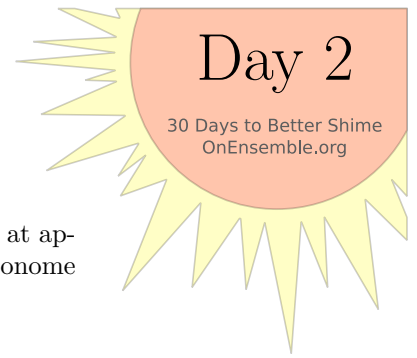 Day 2
30 Days to Better Shime
OnEnsemble.org
at ap-
onome